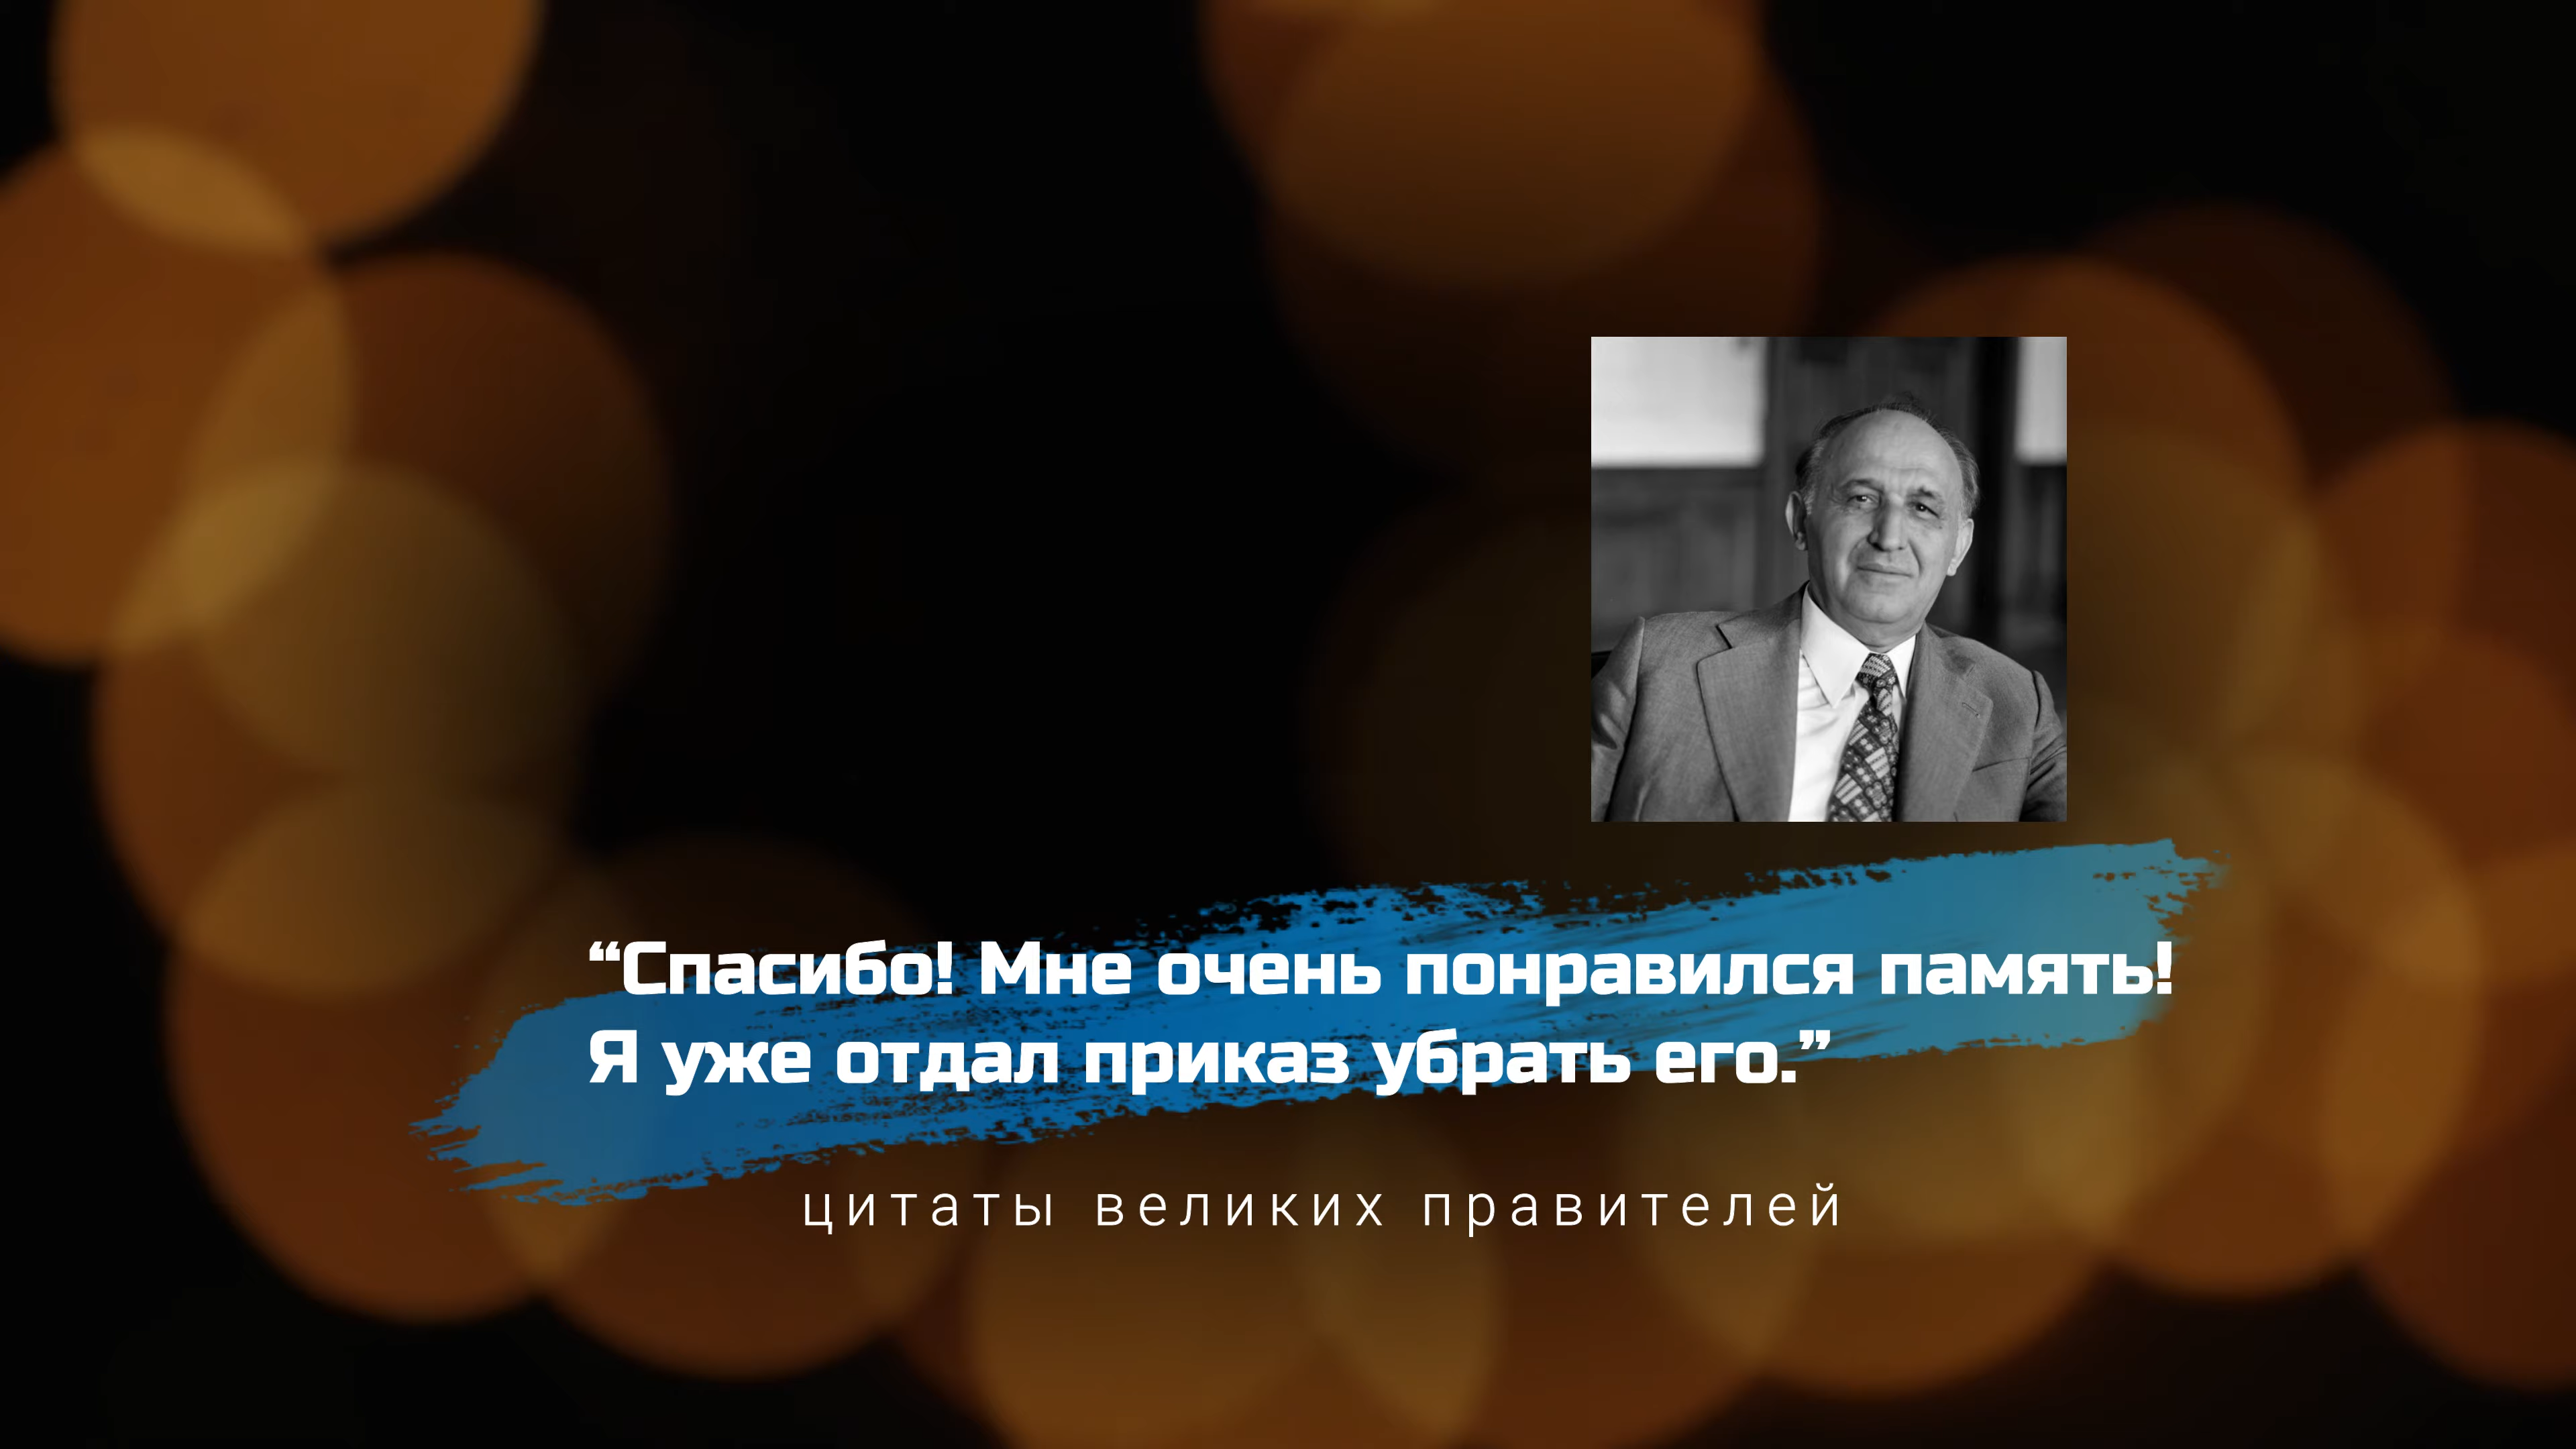 “Спасибо! Мне очень понравился память!
Я уже отдал приказ убрать его.”
цитаты великих правителей